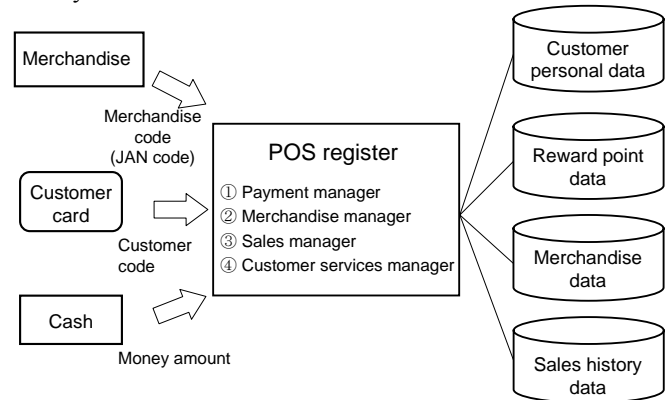 Merchandise
Merchandise
code
(JAN code)
Customer
card
Customer
code
Cash
Money amount
POS register
① Payment manager
② Merchandise manager
③ Sales manager
④ Customer services manager
Customer
personal data
Reward point
data
Merchandise
data
Sales history
data